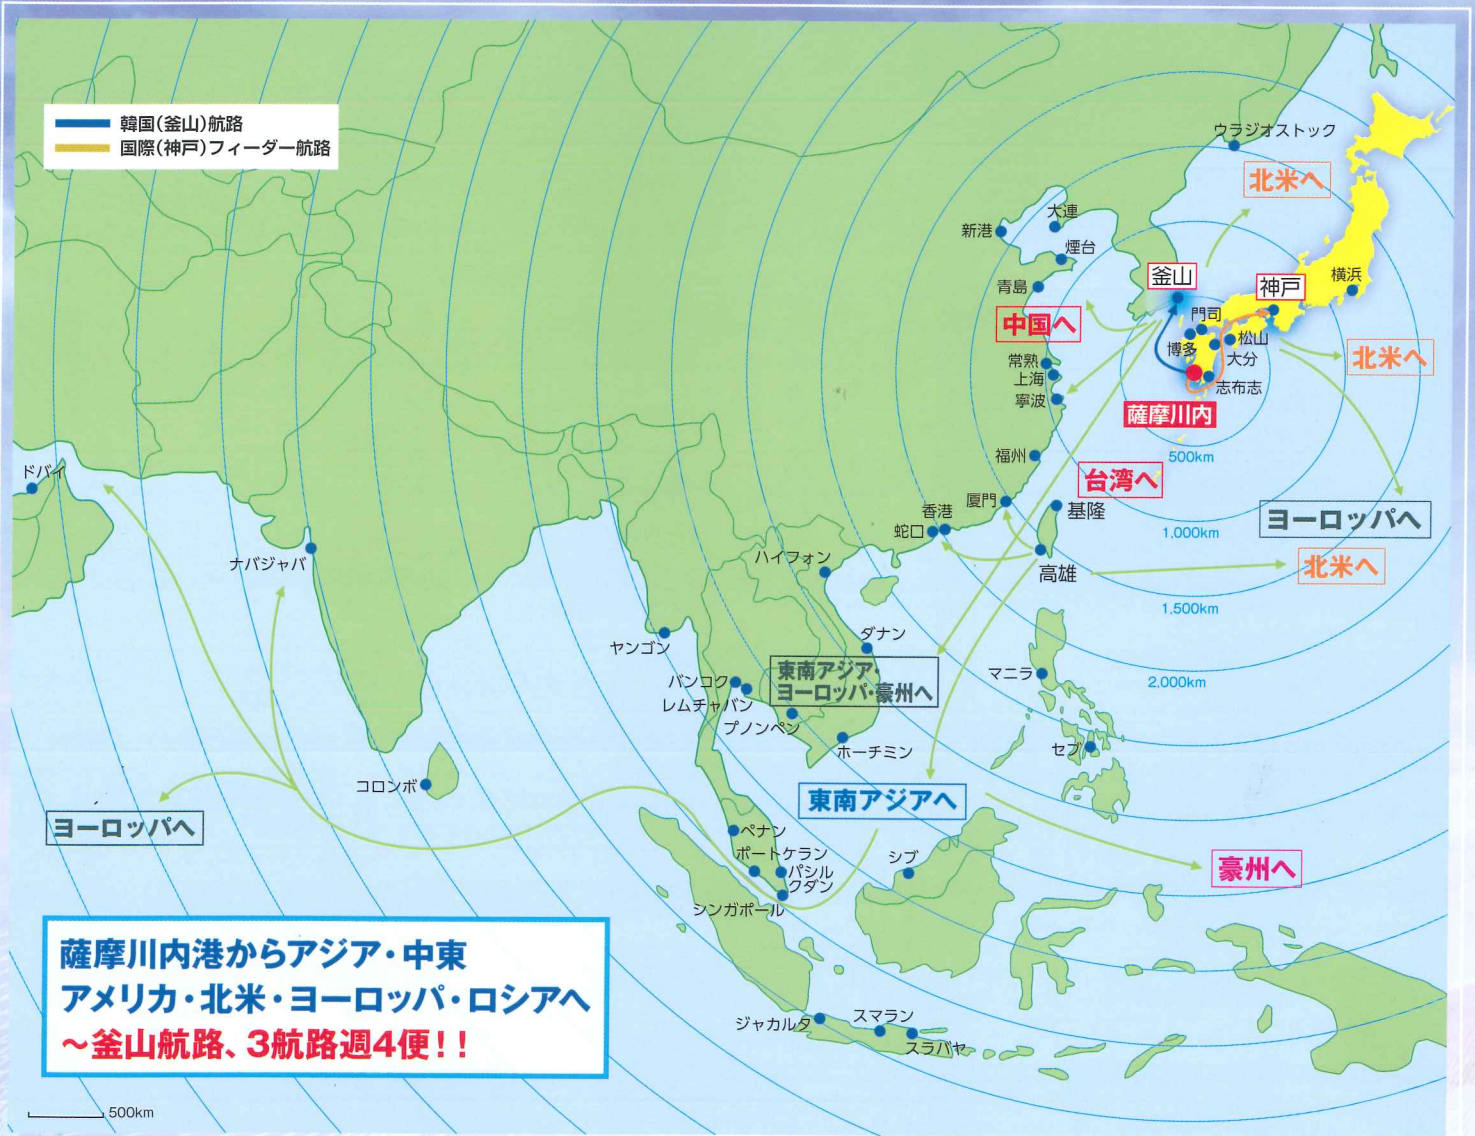 韓国(釜山)航路
国際(神戸)フィーダー航路
ウラジオストック
北米へ
大連
新港
煙台
釜山
神戸
横浜
青島
中国へ
門司
博多
松山
大分
北米へ
常熟
上海
寧波
志布志
薩摩川内
500km
福州
ドバイ
台湾へ
厦門
基隆
香港
蛇口
1,000km
ヨーロッパへ
ナバジャバ
ハイフォン
高雄
北米へ
1,500km
ヤンゴン
ダナン
東南アジア・
ヨーロッパ・豪州へ
マニラ
2,000km
バンコク
レムチャバン
プノンペン
ホーチミン
セブ
コロンボ
東南アジアへ
ヨーロッパへ
ペナン
ポートケラン
パシル
クダン
シブ
豪州へ
シンガポール
薩摩川内港からアジア・中東
アメリカ・北米・ヨーロッパ・ロシアへ
～釜山航路、3航路週4便！！
ジャカルタ
スマラン
スラバヤ
500km